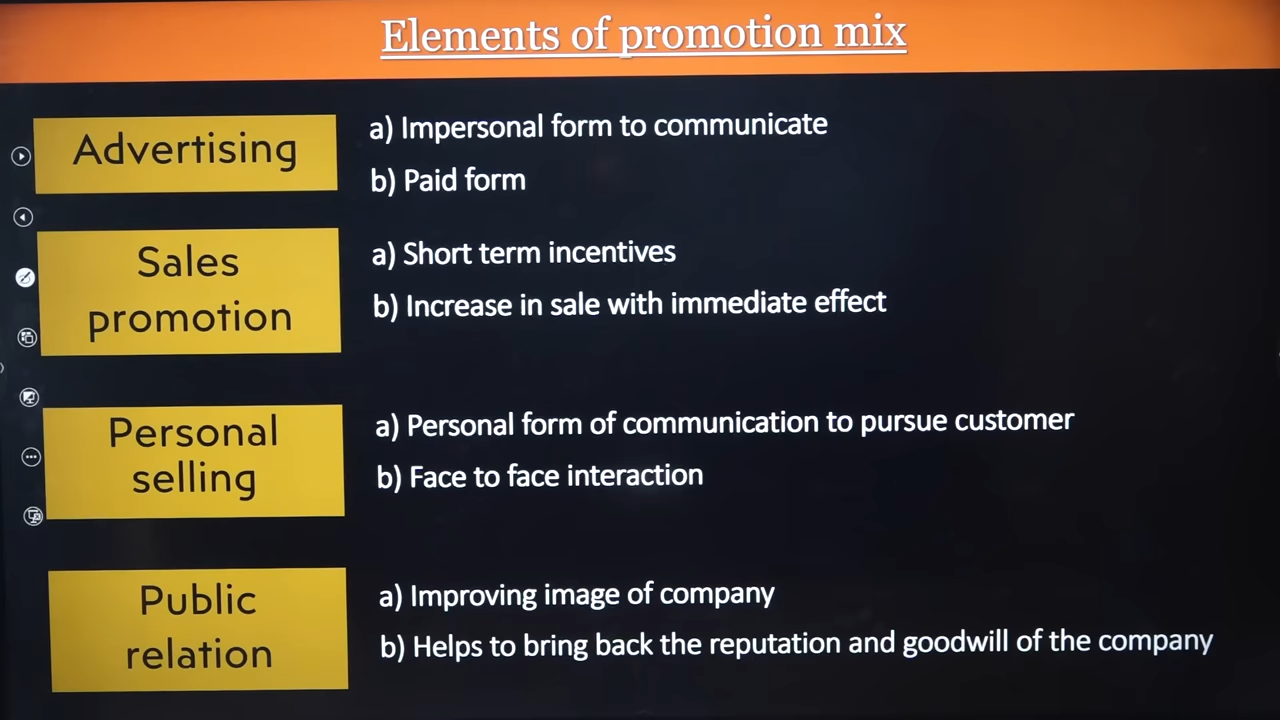 Elements of promotion mix
Advertising
a) Impersonal form to communicate
b) Paid form
Sales
promotion
a) Short term incentives
b) Increase in sale with immediate effect
Personal
selling
a) Personal form of communication to pursue customer
b) Face to face interaction
Public
relation
a) Improving image of company
b) Helps to bring back the reputation and goodwill of the company